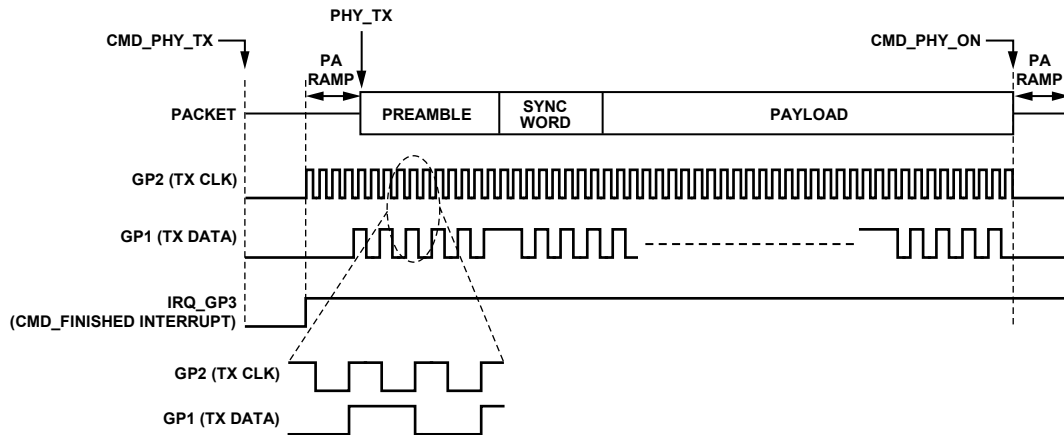 PHY_TX
CMD_PHY_TX
CMD_PHY_ON
PA
RAMP
PA
RAMP
PACKET
PREAMBLE
SYNC
WORD
PAYLOAD
GP2 (TX CLK)
GP1 (TX DATA)
IRQ_GP3
(CMD_FINISHED INTERRUPT)
GP2 (TX CLK)
GP1 (TX DATA)